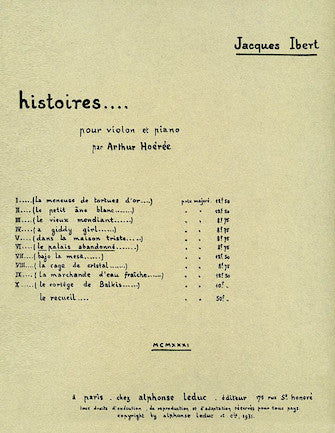 Jacques Ibert
histoires....
pour violon et piano
par Arthur Hoérée
I.....(la meneuse de tortues d'or....) prix majoré
II....(le petit âne blanc......)
III....(le vieux mendiant......)
IV....(a giddy girl.....)
V.....(dans la maison triste....)
VI....(le palais abandonné.....)
VII....(bajo la mesa......)
VIII....(la cage de cristal.....)
IX....(la marchande d'eau fraîche....)
X.....(le cortège de Balkis.....)
le recueil....
MCMXXXI
à paris. chez alphonse leduc. éditeur 175 rue St honoré
tous droits d'exécution, de reproduction et d'adaptation réservés pour tous pays.
copyright by alphonse leduc et cie 1931.